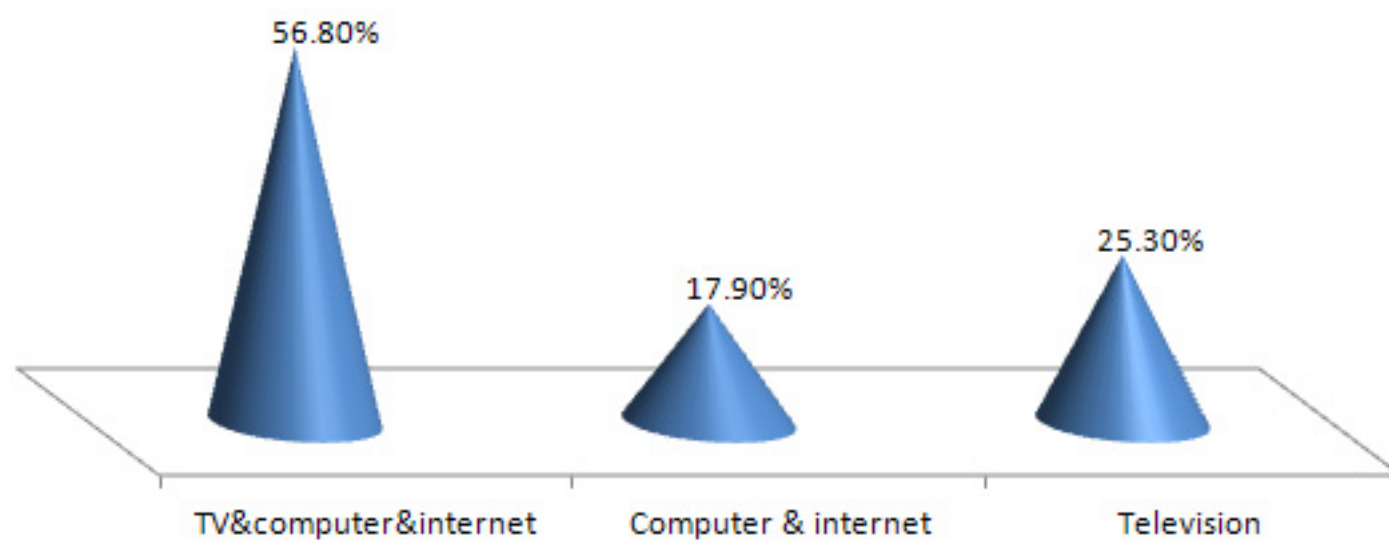 56.80%
17.90%
25.30%
TV&computer&internet
Computer & internet
Television